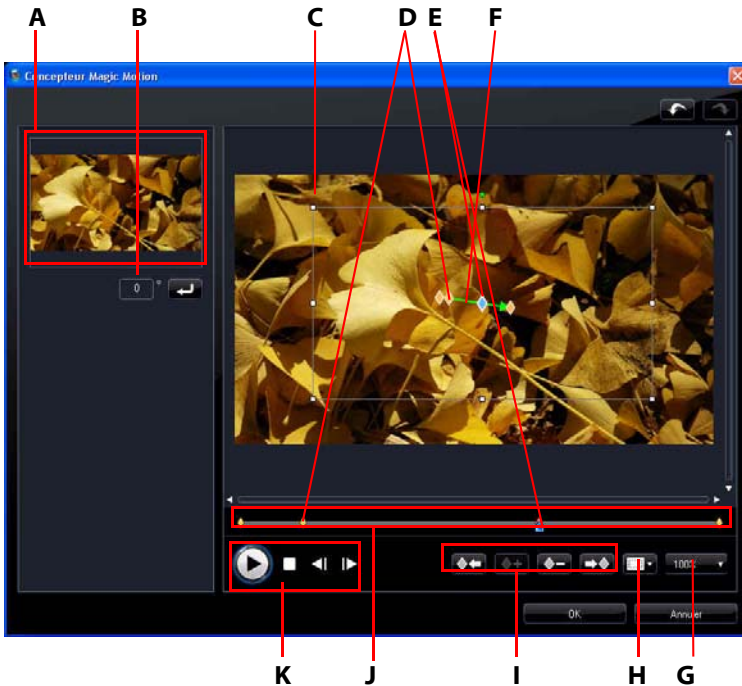 A B C D E F
Concepteur Magic Motion
0 °
100%
OK Annuler
K J I H G